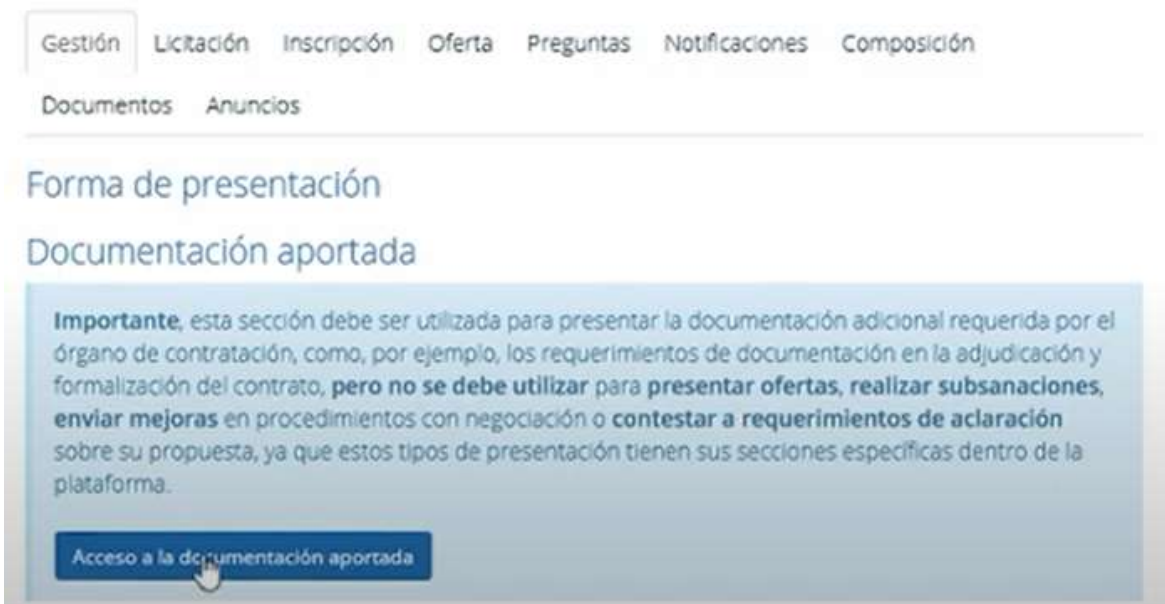 Gestión Licitación Inscripción Oferta Preguntas Notificaciones Composición
Documentos Anuncios
Forma de presentación
Documentación aportada
Importante, esta sección debe ser utilizada para presentar la documentación adicional requerida por el
órgano de contratación, como, por ejemplo, los requerimientos de documentación en la adjudicación y
formalización del contrato, pero no se debe utilizar para presentar ofertas, realizar subsanaciones,
enviar mejoras en procedimientos con negociación o contestar a requerimientos de aclaración
sobre su propuesta, ya que estos tipos de presentación tienen sus secciones específicas dentro de la
plataforma.
Acceso a la documentación aportada